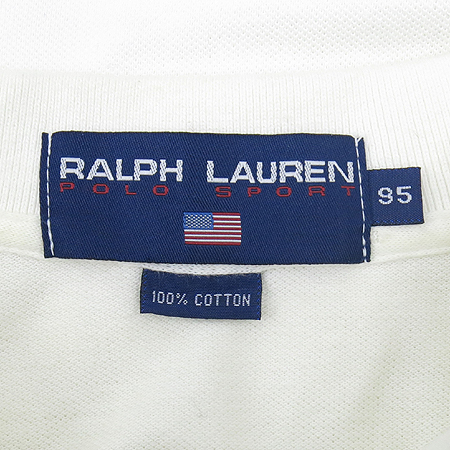 RALPH LAUREN
POLO SPORT
95
100% COTTON